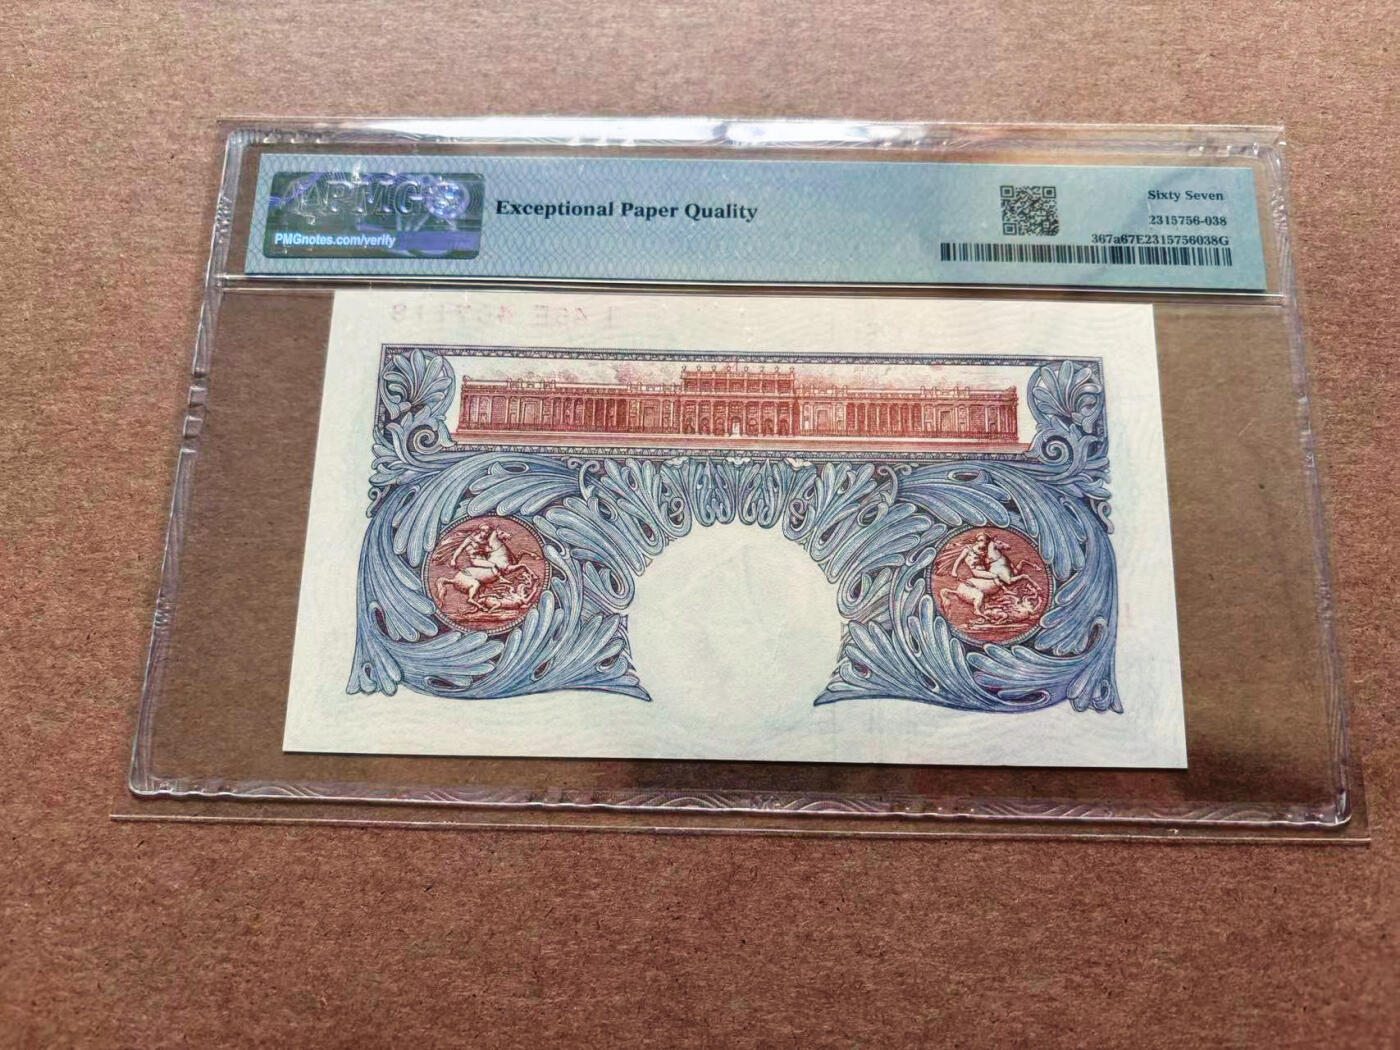 PMG
PMGnotes.com/verify
Exceptional Paper Quality
Sixty Seven
2315756-038
367a67E2315756038G